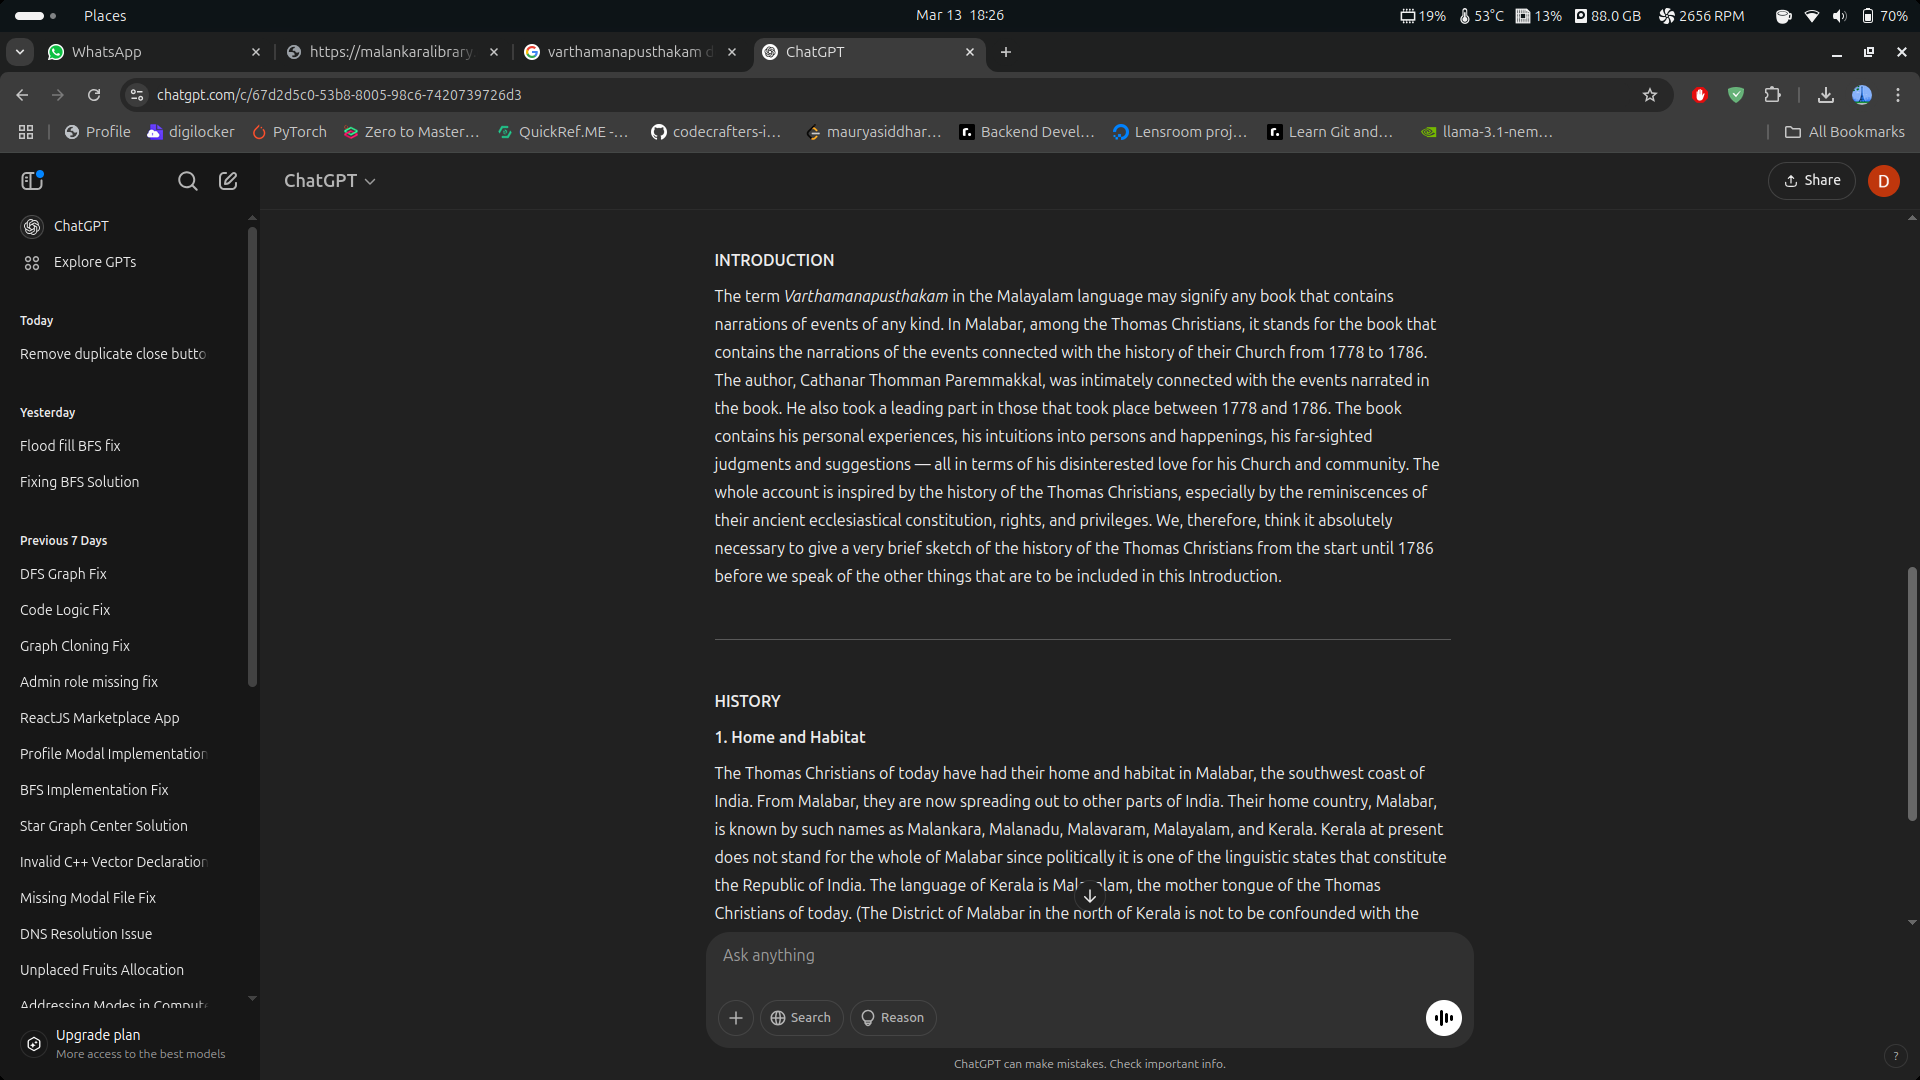 Places
Mar 13 18:26
19% 53°C 13% 88.0 GB 2656 RPM 70%
WhatsApp
https://malankaralibrary.
varthamanapusthakam d
ChatGPT
chatgpt.com/c/67d2d5c0-53b8-8005-98c6-7420739726d3
Profile
digilocker
PyTorch
Zero to Master...
QuickRef.ME -...
codecrafters-i...
mauryasiddhar...
Backend Devel...
Lensroom proj...
Learn Git and...
llama-3.1-nem...
All Bookmarks
ChatGPT
Explore GPTs
Today
Remove duplicate close butto
Yesterday
Flood fill BFS fix
Fixing BFS Solution
Previous 7 Days
DFS Graph Fix
Code Logic Fix
Graph Cloning Fix
Admin role missing fix
ReactJS Marketplace App
Profile Modal Implementation
BFS Implementation Fix
Star Graph Center Solution
Invalid C++ Vector Declaration
Missing Modal File Fix
DNS Resolution Issue
Unplaced Fruits Allocation
Addressing Modes in Compute
Upgrade plan
More access to the best models
ChatGPT
Share
D
INTRODUCTION
The term Varthamanapusthakam in the Malayalam language may signify any book that contains
narrations of events of any kind. In Malabar, among the Thomas Christians, it stands for the book that
contains the narrations of the events connected with the history of their Church from 1778 to 1786.
The author, Cathanar Thomman Paremmakkal, was intimately connected with the events narrated in
the book. He also took a leading part in those that took place between 1778 and 1786. The book
contains his personal experiences, his intuitions into persons and happenings, his far-sighted
judgments and suggestions — all in terms of his disinterested love for his Church and community. The
whole account is inspired by the history of the Thomas Christians, especially by the reminiscences of
their ancient ecclesiastical constitution, rights, and privileges. We, therefore, think it absolutely
necessary to give a very brief sketch of the history of the Thomas Christians from the start until 1786
before we speak of the other things that are to be included in this Introduction.
HISTORY
1. Home and Habitat
The Thomas Christians of today have had their home and habitat in Malabar, the southwest coast of
India. From Malabar, they are now spreading out to other parts of India. Their home country, Malabar,
is known by such names as Malankara, Malanadu, Malavaram, Malayalam, and Kerala. Kerala at present
does not stand for the whole of Malabar since politically it is one of the linguistic states that constitute
the Republic of India. The language of Kerala is Malayalam, the mother tongue of the Thomas
Christians of today. (The District of Malabar in the north of Kerala is not to be confounded with the
Ask anything
Search
Reason
ChatGPT can make mistakes. Check important info.
?